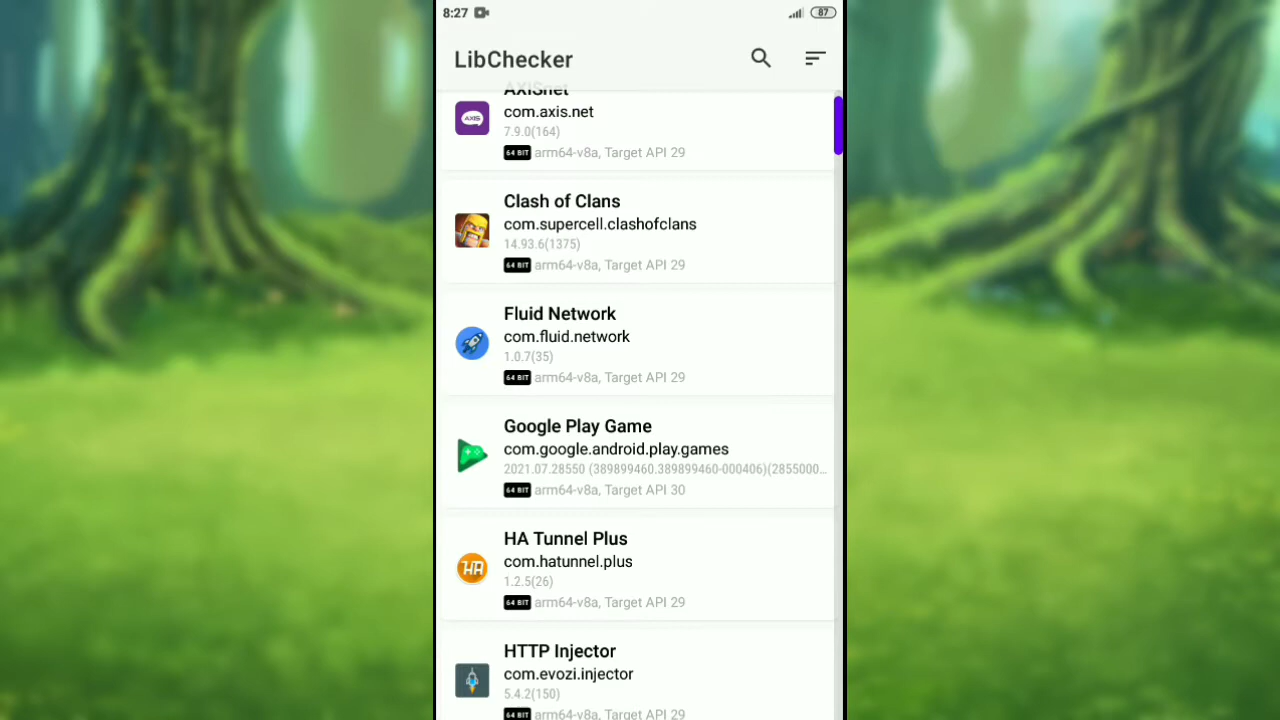 8:27
87
LibChecker
AXISnet
AXIS
com.axis.net
7.9.0(164)
64 BIT arm64-v8a, Target API 29
Clash of Clans
com.supercell.clashofclans
14.93.6(1375)
64 BIT arm64-v8a, Target API 29
Fluid Network
com.fluid.network
1.0.7(35)
64 BIT arm64-v8a, Target API 29
Google Play Game
com.google.android.play.games
2021.07.28550 (389899460.389899460-000406)(2855000...
64 BIT arm64-v8a, Target API 30
HA Tunnel Plus
HA
com.hatunnel.plus
1.2.5(26)
64 BIT arm64-v8a, Target API 29
HTTP Injector
com.evozi.injector
5.4.2(150)
64 BIT arm64-v8a, Target API 29